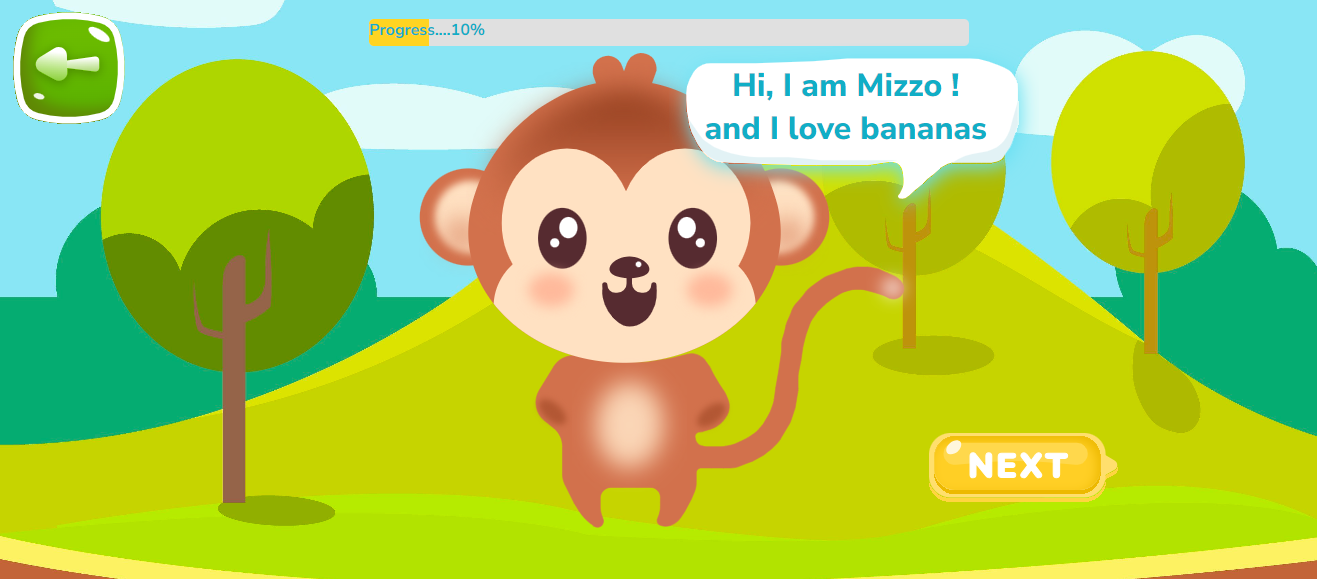 Progress....10%
Hi, I am Mizzo !
and I love bananas
NEXT